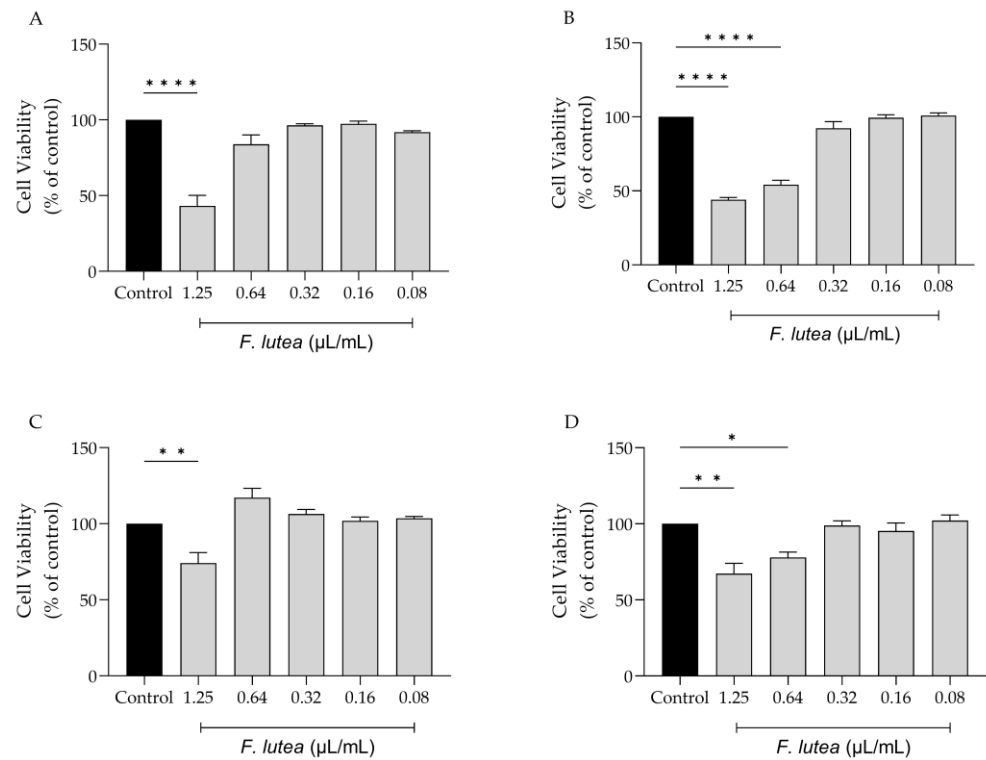 A
150
100
50
0
Cell Viability
(% of control)
* * * *
Control 1.25 0.64 0.32 0.16 0.08
F. lutea (µL/mL)
B
150
100
50
0
Cell Viability
(% of control)
* * * *
* * * *
Control 1.25 0.64 0.32 0.16 0.08
F. lutea (µL/mL)
C
150
100
50
0
Cell Viability
(% of control)
* *
Control 1.25 0.64 0.32 0.16 0.08
F. lutea (µL/mL)
D
150
100
50
0
Cell Viability
(% of control)
*
* *
Control 1.25 0.64 0.32 0.16 0.08
F. lutea (µL/mL)